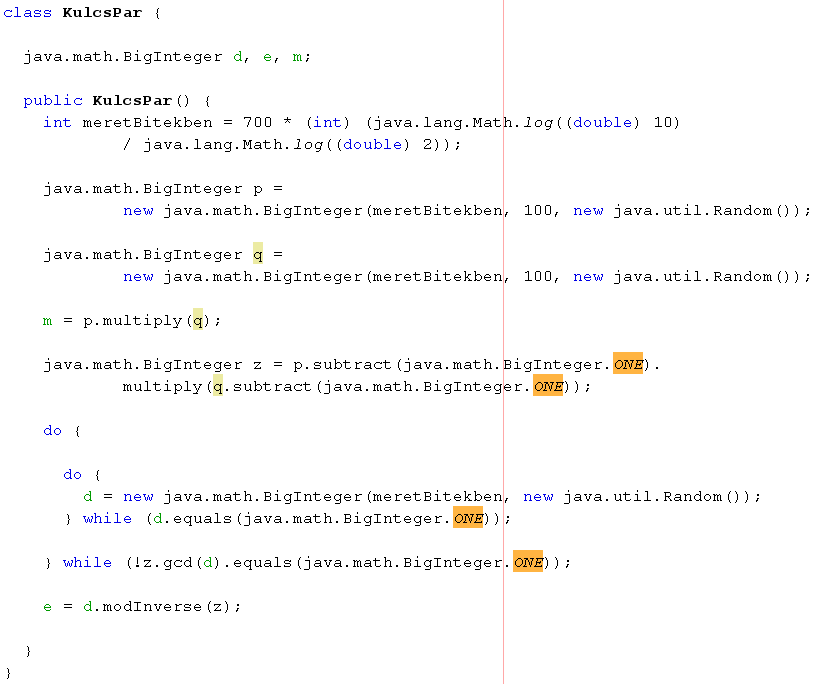 class KulcsPar {
java.math.BigInteger d, e, m;
public KulcsPar() {
int meretBitekben = 700 * (int) (java.lang.Math.log((double) 10)
/ java.lang.Math.log((double) 2));
java.math.BigInteger p =
new java.math.BigInteger(meretBitekben, 100, new java.util.Random());
java.math.BigInteger q =
new java.math.BigInteger(meretBitekben, 100, new java.util.Random());
m = p.multiply(q);
java.math.BigInteger z = p.subtract(java.math.BigInteger.ONE).
multiply(q.subtract(java.math.BigInteger.ONE));
do {
do {
d = new java.math.BigInteger(meretBitekben, new java.util.Random());
} while (d.equals(java.math.BigInteger.ONE));
} while (!z.gcd(d).equals(java.math.BigInteger.ONE));
e = d.modInverse(z);
}
}